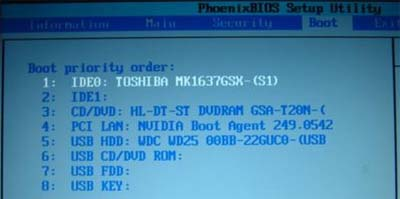 PhoenixBIOS Setup Utility
Information Main Security Boot Exi
Boot priority order:
1: IDE0: TOSHIBA MK1637GSX-(S1)
2: IDE1:
3: CD/DVD: HL-DT-ST DVDRAM GSA-T20N-(
4: PCI LAN: NVIDIA Boot Agent 249.0542
5: USB HDD: WDC WD25 00BB-22GUC0-(USB
6: USB CD/DVD ROM:
7: USB FDD:
8: USB KEY: